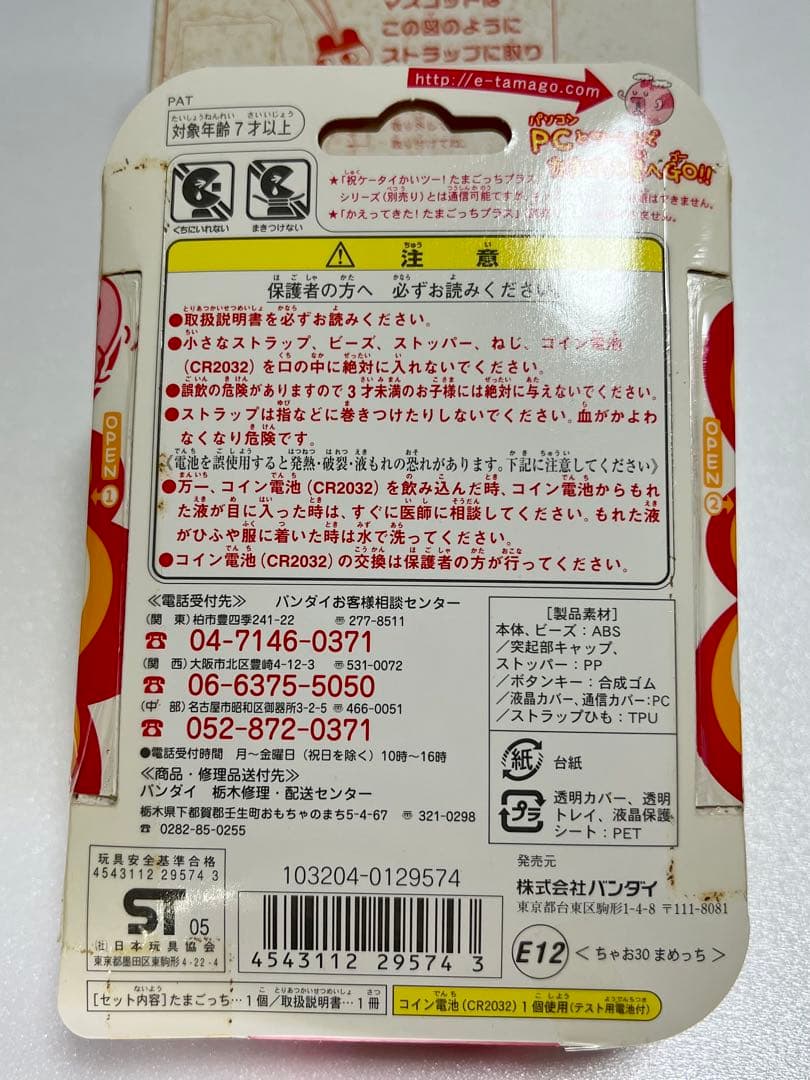 マスコットは
この図のように
ストラップに取り
http://e-tamago.com
PAT
対象年齢7才以上
たいしょうねんれい さいいじょう
パソコン
PC
GO!!
くちにいれない
まきつけない
★「祝ケータイかいツー!たまごっちプラス」
シリーズ(別売り)とは通信可能ですが、
はできません。
★「かえってきた!たまごっちプラス」
きません。
注意
保護者の方へ 必ずお読みください。
●取扱説明書を必ずお読みください。
●小さなストラップ、ビーズ、ストッパー、ねじ、コイン電池
(CR2032)を口の中に絶対に入れないでください。
●誤飲の危険がありますので3才未満のお子様には絶対に与えないでください。
●ストラップは指などに巻きつけたりしないでください。血がかよわ
なくなり危険です。
《電池を誤使用すると発熱・破裂・液もれの恐れがあります。下記に注意してください》
●万一、コイン電池(CR2032)を飲み込んだ時、コイン電池からもれ
た液が目に入った時は、すぐに医師に相談してください。もれた液
がひふや服に着いた時は水で洗ってください。
●コイン電池(CR2032)の交換は保護者の方が行ってください。
OPEN
1
OPEN
2
≪電話受付先≫ バンダイお客様相談センター
(関 東)柏市豊四季241-22 〠277-8511
☎ 04-7146-0371
(関 西)大阪市北区豊崎4-12-3 〠531-0072
☎ 06-6375-5050
(中 部)名古屋市昭和区御器所3-2-5 〠466-0051
☎ 052-872-0371
●電話受付時間 月〜金曜日(祝日を除く)10時〜16時
≪商品・修理品送付先≫
バンダイ 栃木修理・配送センター
栃木県下都賀郡壬生町おもちゃのまち5-4-67 〠321-0298
☎ 0282-85-0255
[製品素材]
本体、ビーズ:ABS
/突起部キャップ、
ストッパー:PP
/ボタンキー:合成ゴム
/液晶カバー、通信カバー:PC
/ストラップひも:TPU
紙 台紙
プラ 透明カバー、透明
トレイ、液晶保護
シート:PET
玩具安全基準合格
4543112 29574 3
ST 05
(社)日本玩具協会
東京都墨田区東駒形4-22-4
103204-0129574
4543112 295743
発売元
株式会社バンダイ
東京都台東区駒形1-4-8 〒111-8081
E12 <ちゃお30 まめっち>
[セット内容]たまごっち…1個/取扱説明書…1冊
コイン電池(CR2032)1個使用(テスト用電池付)